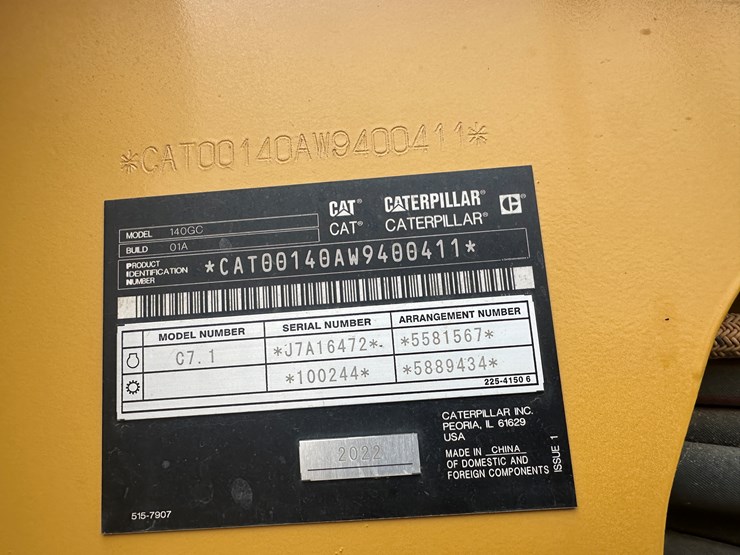 *CAT00140AW9400411*
CAT CATERPILLAR®
CAT® CATERPILLAR®
MODEL 140GC
BUILD 01A
PRODUCT IDENTIFICATION NUMBER *CAT00140AW9400411*
MODEL NUMBER SERIAL NUMBER ARRANGEMENT NUMBER
C7.1 *J7A16472* *5581567*
*100244* *5889434*
225-4150 6
CATERPILLAR INC.
PEORIA, IL 61629
USA
2022
MADE IN CHINA
OF DOMESTIC AND
FOREIGN COMPONENTS
ISSUE 1
515-7907